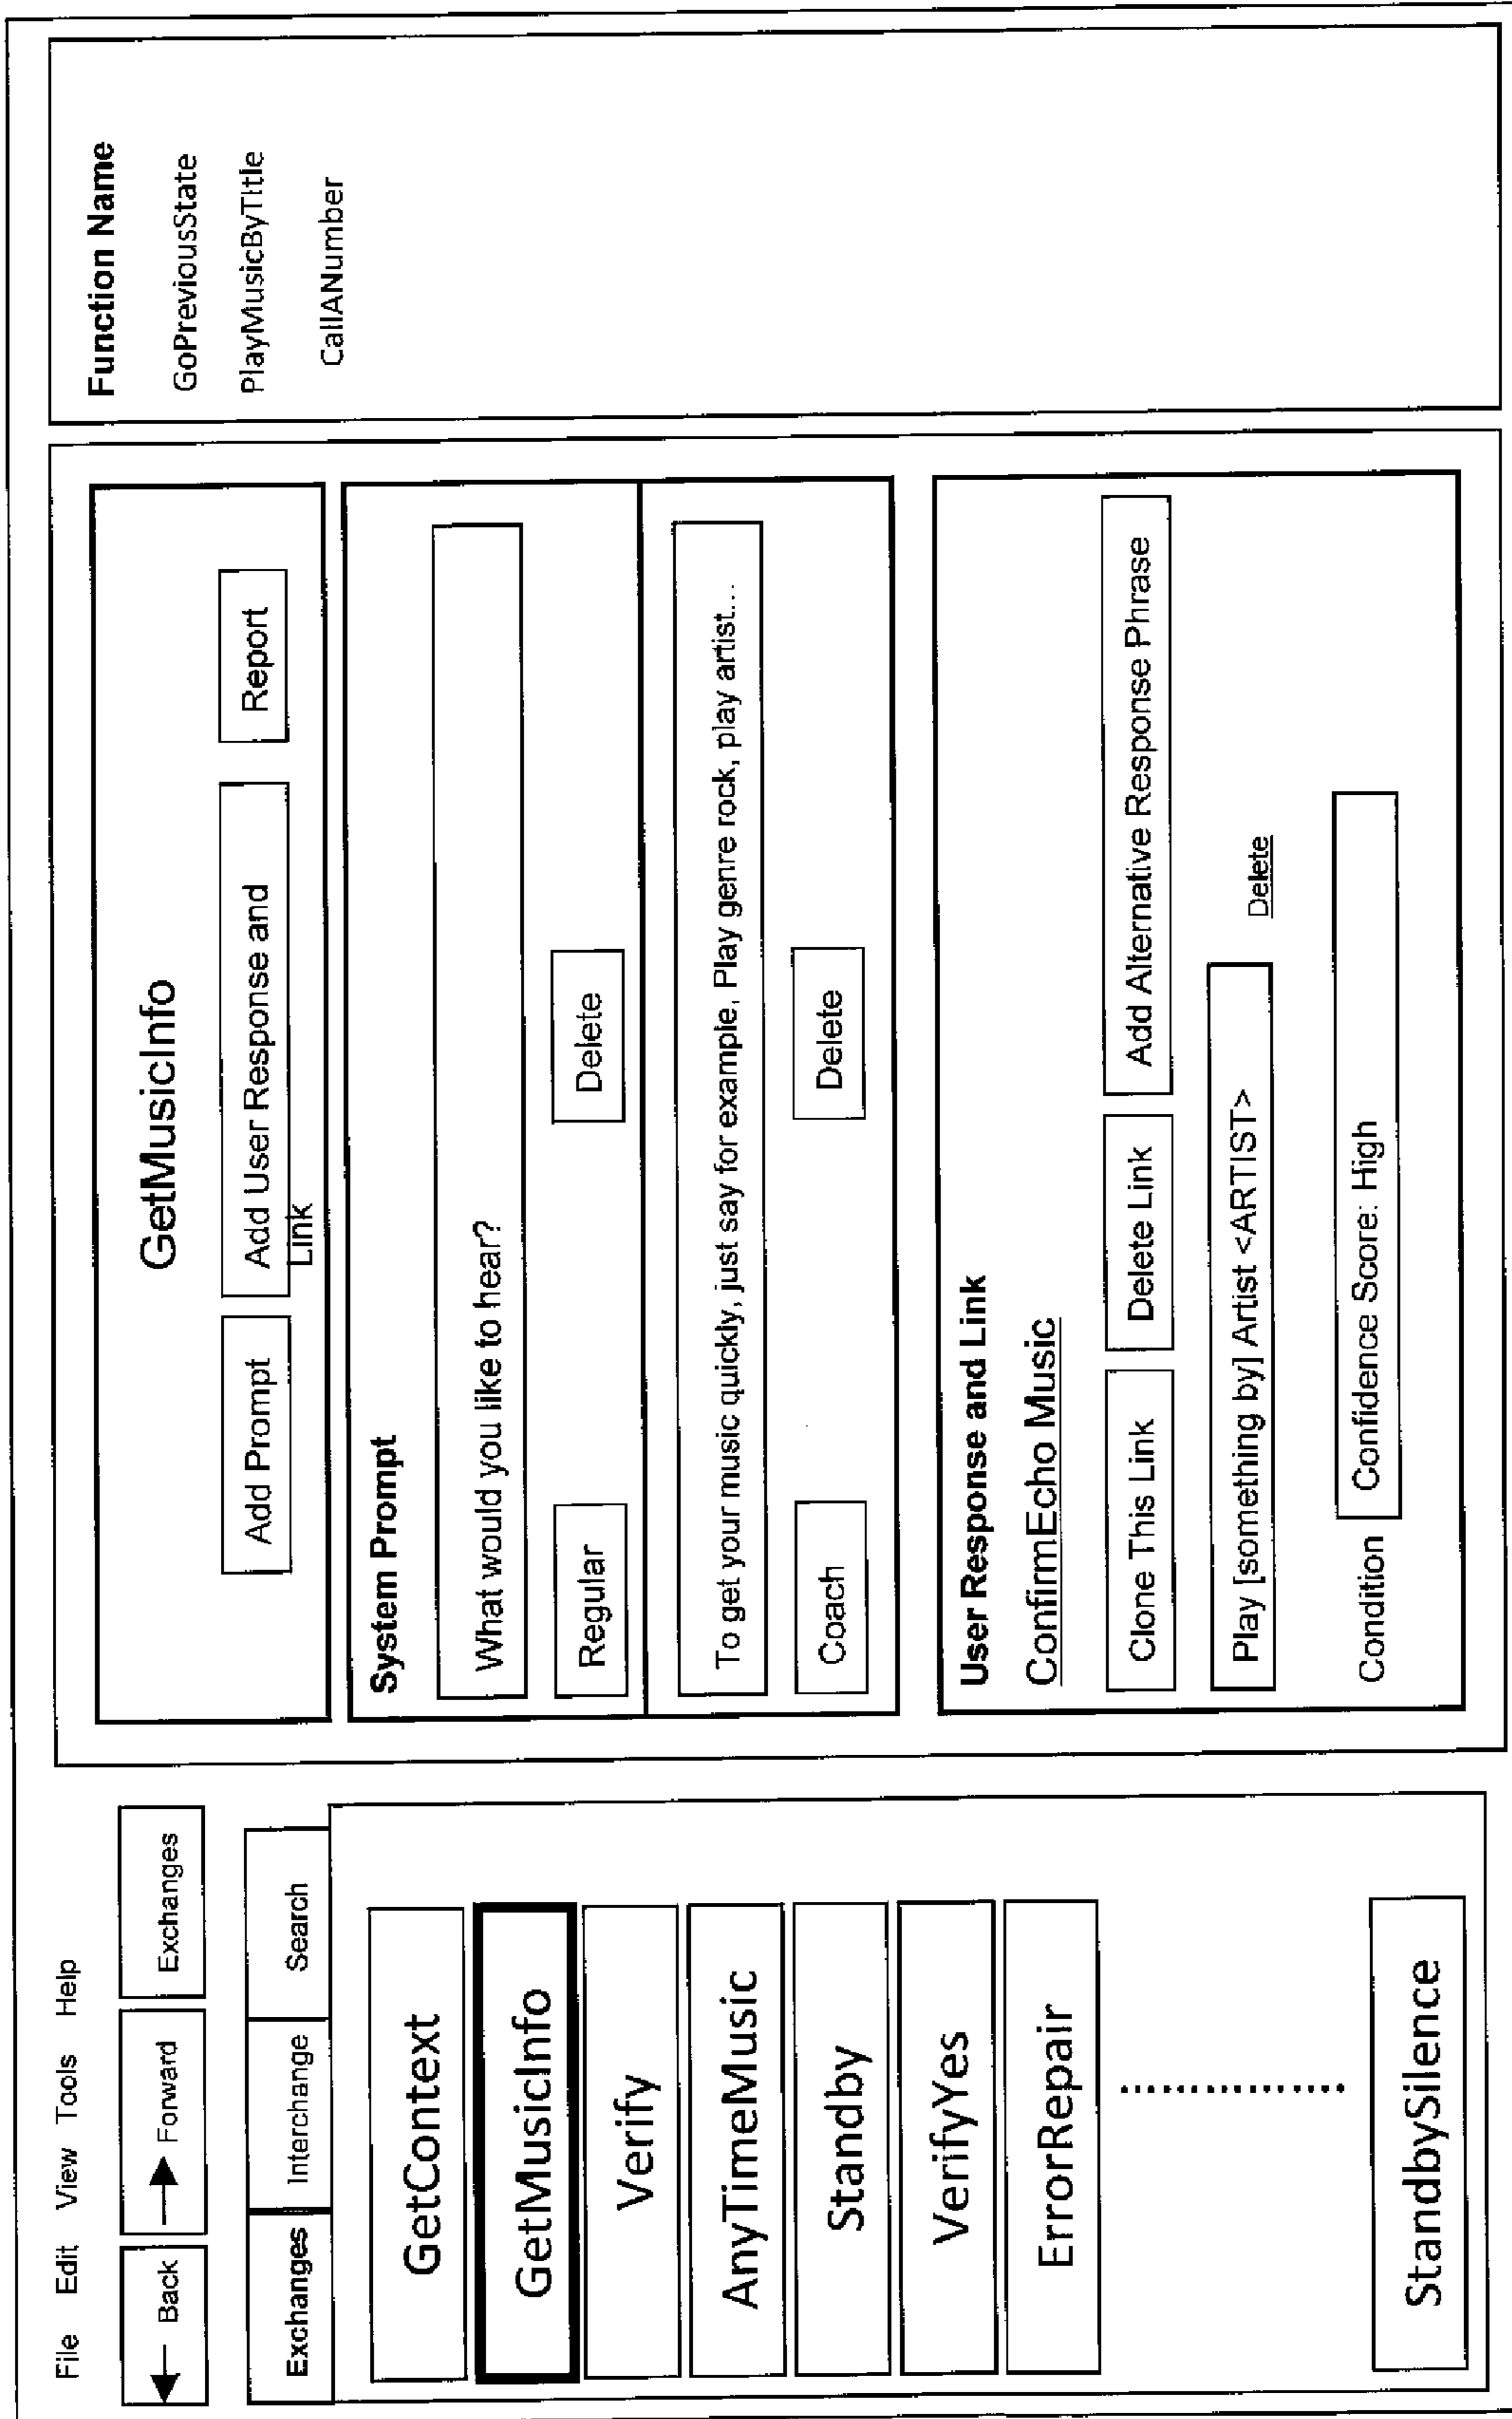 File Edit View Tools Help
Back Forward Exchanges
Exchanges Interchange Search
GetContext
GetMusicInfo
Verify
AnyTimeMusic
Standby
VerifyYes
ErrorRepair
StandbySilence
GetMusicInfo
Add Prompt
Add User Response and
Link
Report
System Prompt
What would you like to hear?
Regular Delete
To get your music quickly, just say for example, Play genre rock, play artist...
Coach Delete
User Response and Link
ConfirmEcho Music
Clone This Link Delete Link Add Alternative Response Phrase
Play [something by] Artist <ARTIST> Delete
Condition Confidence Score: High
Function Name
GoPreviousState
PlayMusicByTitle
CallANumber